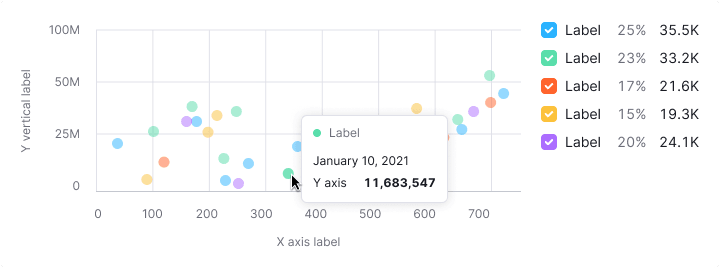 100M
50M
25M
0
Y vertical label
0 100 200 300 400 500 600 700
X axis label
Label
January 10, 2021
Y axis 11,683,547
Label 25% 35.5K
Label 23% 33.2K
Label 17% 21.6K
Label 15% 19.3K
Label 20% 24.1K